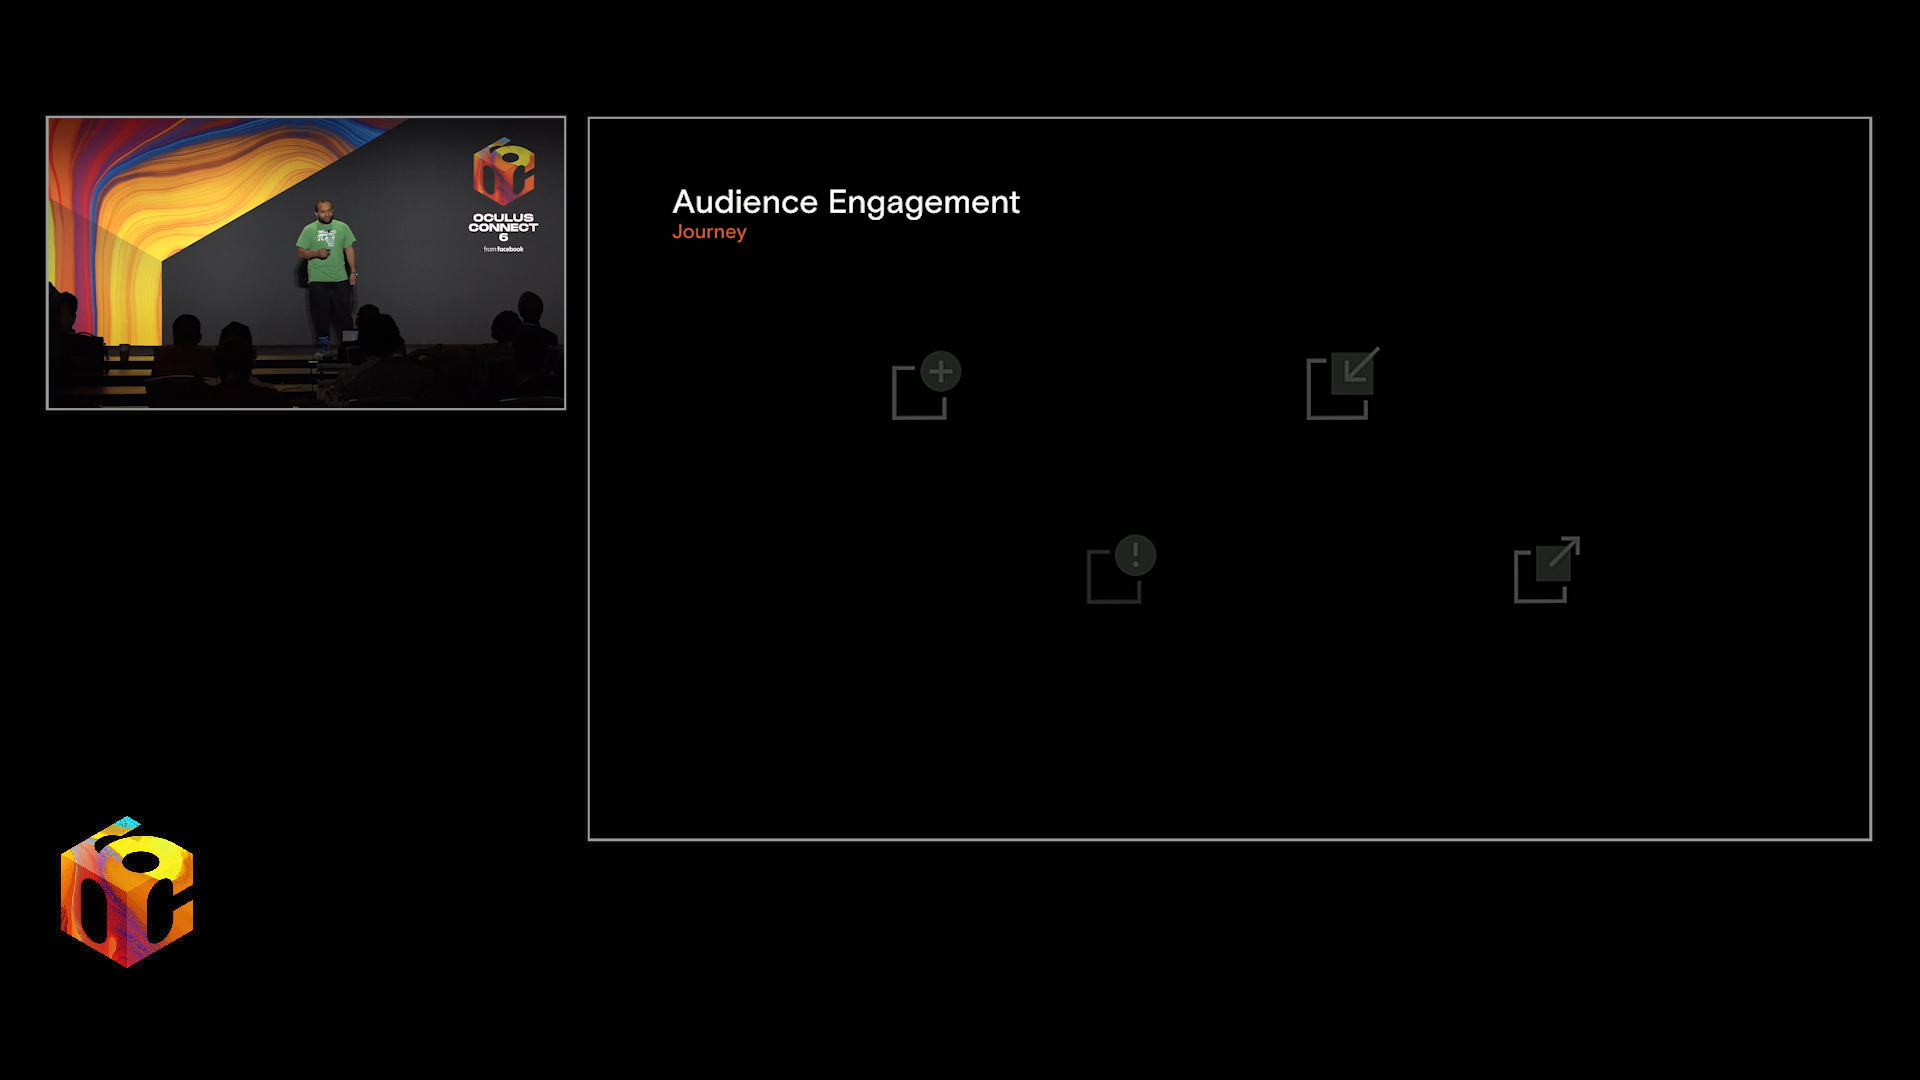 OCULUS
CONNECT
6
from facebook
Audience Engagement
Journey